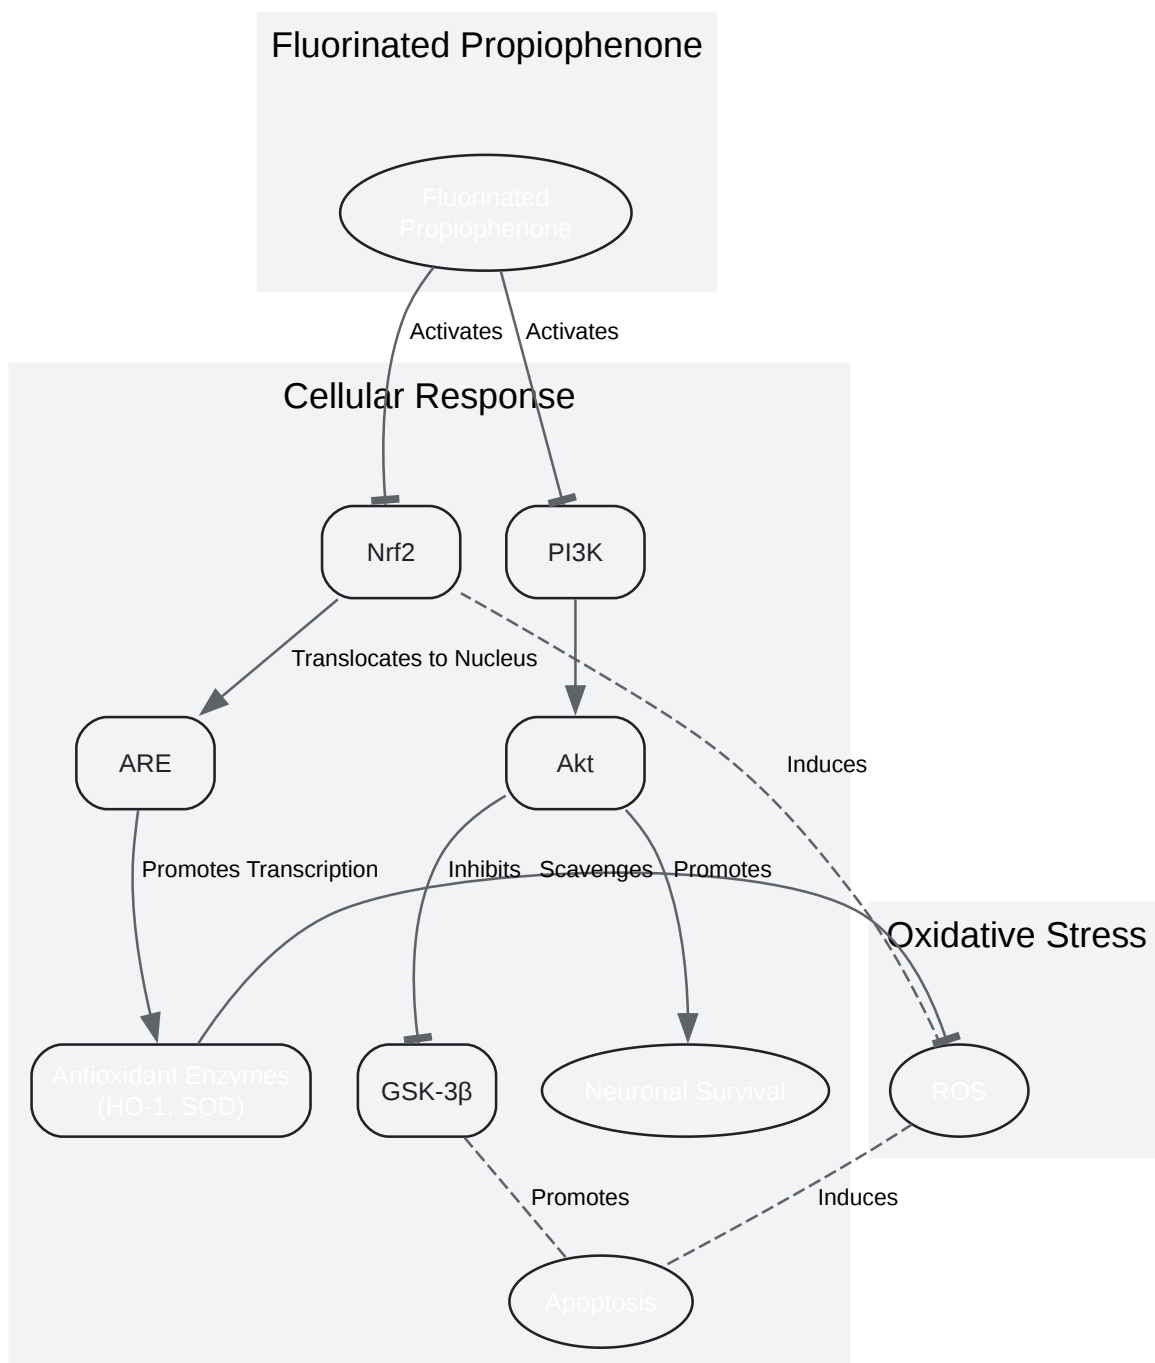 Fluorinated Propiophenone
Fluorinated
Propiophenone
Activates
Activates
Cellular Response
Nrf2
PI3K
Translocates to Nucleus
ARE
Akt
Induces
Promotes Transcription
Inhibits
Scavenges
Promotes
Oxidative Stress
Antioxidant Enzymes
(HO-1, SOD)
GSK-3β
Neuronal Survival
ROS
Promotes
Induces
Apoptosis